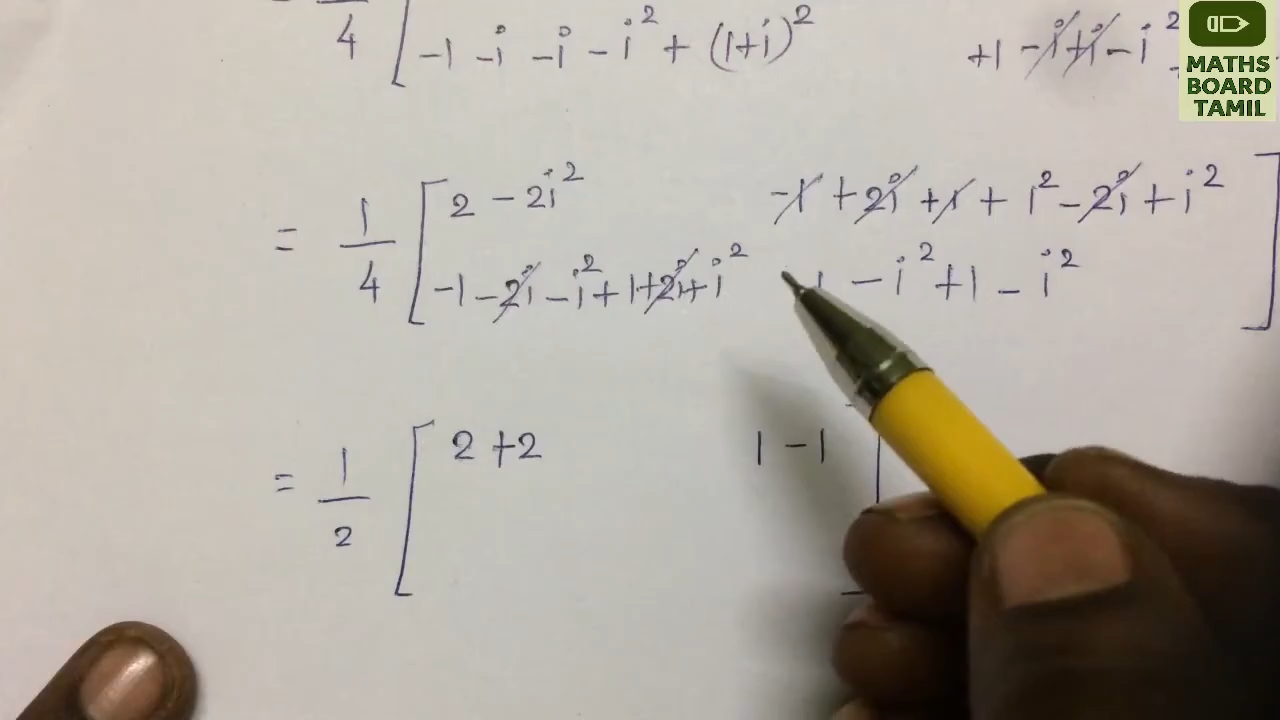 4 [ -1 -i -i -i² + (1+i)² +1 -i+i-i²
MATHS
BOARD
TAMIL
= 1/4 [ 2 - 2i² -1 + 2i + 1 + i² - 2i + i² ]
-1 - 2i - i² + 1 + 2i + i² 1 - i² + 1 - i²
= 1/2 [ 2 + 2 1 - 1